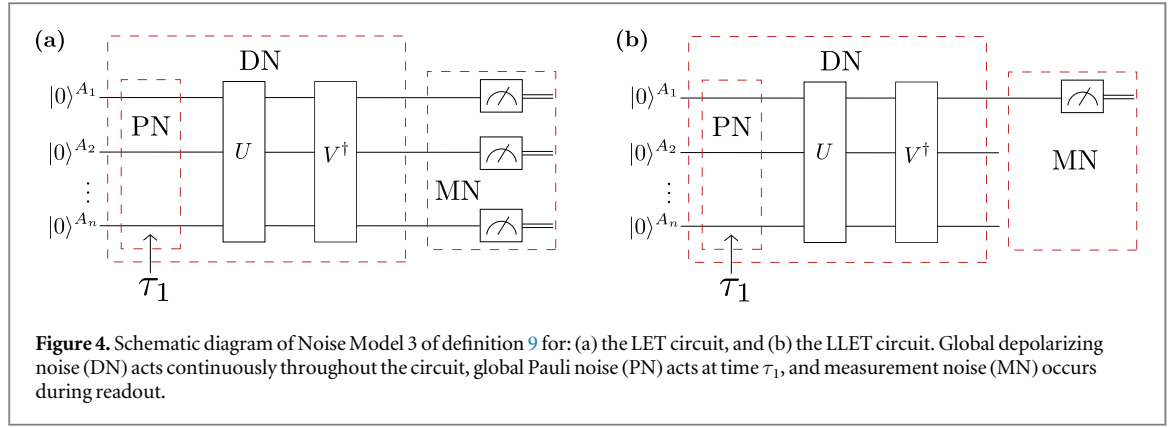 (a)
DN
|0⟩^{A_1}
PN
|0⟩^{A_2}
U
V^†
⋮
MN
|0⟩^{A_n}
τ_1
(b)
DN
|0⟩^{A_1}
PN
|0⟩^{A_2}
U
V^†
MN
⋮
|0⟩^{A_n}
τ_1
Figure 4. Schematic diagram of Noise Model 3 of definition 9 for: (a) the LET circuit, and (b) the LLET circuit. Global depolarizing
noise (DN) acts continuously throughout the circuit, global Pauli noise (PN) acts at time τ_1, and measurement noise (MN) occurs
during readout.